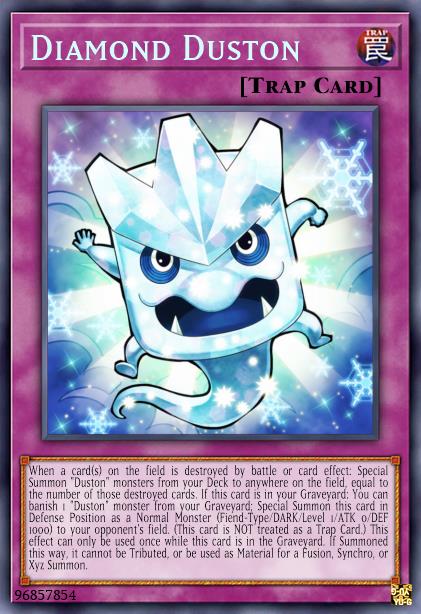 Diamond Duston
TRAP
罠
[Trap Card]
When a card(s) on the field is destroyed by battle or card effect: Special
Summon "Duston" monsters from your Deck to anywhere on the field, equal to
the number of those destroyed cards. If this card is in your Graveyard: You can
banish 1 "Duston" monster from your Graveyard; Special Summon this card in
Defense Position as a Normal Monster (Fiend-Type/DARK/Level 1/ATK 0/DEF
1000) to your opponent's field. (This card is NOT treated as a Trap Card.) This
effect can only be used once while this card is in the Graveyard. If Summoned
this way, it cannot be Tributed, or be used as Material for a Fusion, Synchro, or
Xyz Summon.
96857854